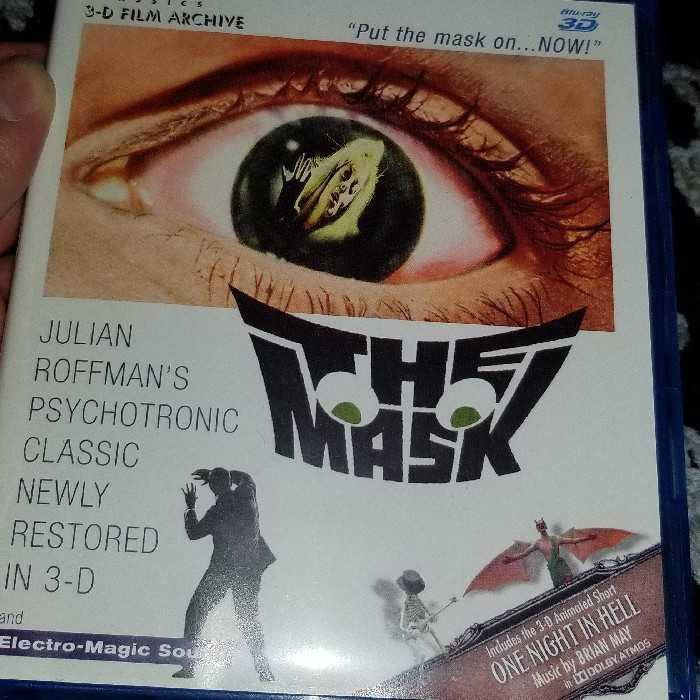 3-D FILM ARCHIVE
Blu-ray
3D
"Put the mask on...NOW!"
THE
MASK
JULIAN
ROFFMAN'S
PSYCHOTRONIC
CLASSIC
NEWLY
RESTORED
IN 3-D
and
Electro-Magic Sou
Includes the 3-D Animated Short
ONE NIGHT IN HELL
Music by BRIAN MAY
in DOLBY ATMOS